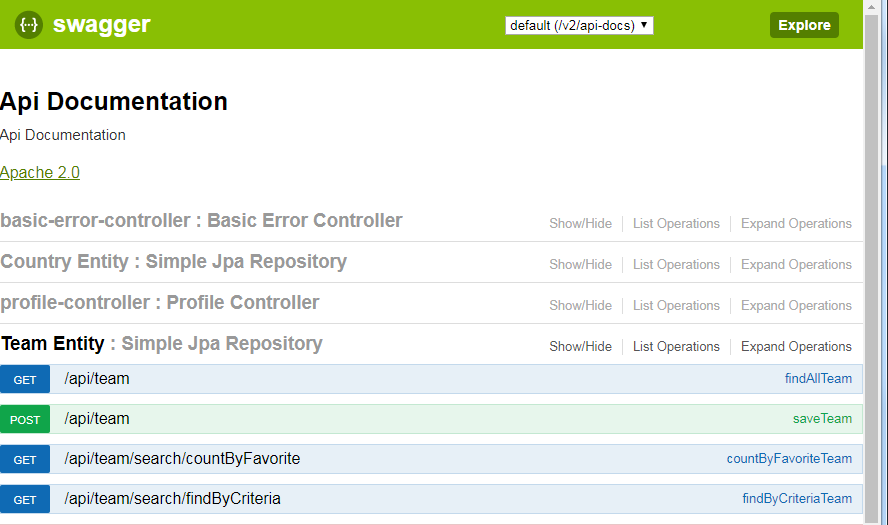 {···} swagger default (/v2/api-docs) Explore
Api Documentation
Api Documentation
Apache 2.0
basic-error-controller : Basic Error Controller Show/Hide List Operations Expand Operations
Country Entity : Simple Jpa Repository Show/Hide List Operations Expand Operations
profile-controller : Profile Controller Show/Hide List Operations Expand Operations
Team Entity : Simple Jpa Repository Show/Hide List Operations Expand Operations
GET /api/team findAllTeam
POST /api/team saveTeam
GET /api/team/search/countByFavorite countByFavoriteTeam
GET /api/team/search/findByCriteria findByCriteriaTeam